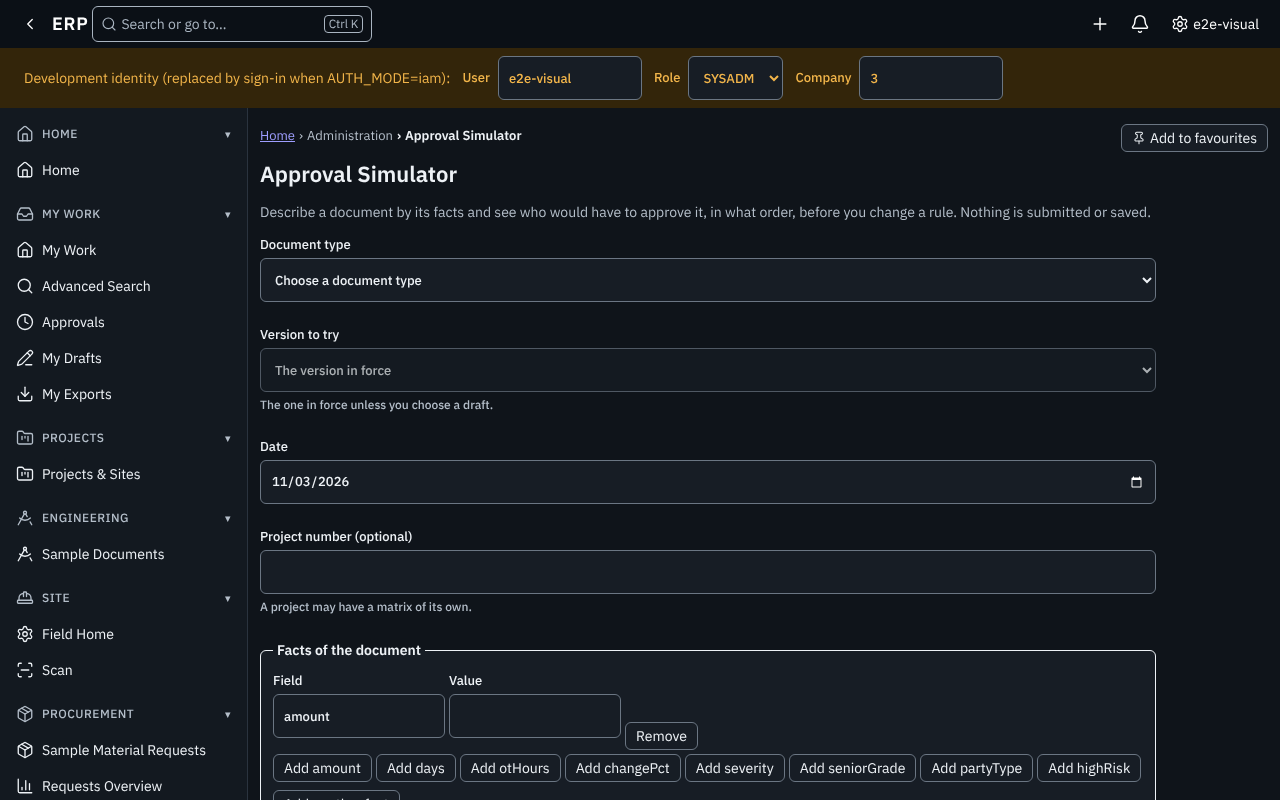 ERP
Search or go to... Ctrl K
e2e-visual
Development identity (replaced by sign-in when AUTH_MODE=iam): User e2e-visual Role SYSADM Company 3
HOME
Home
MY WORK
My Work
Advanced Search
Approvals
My Drafts
My Exports
PROJECTS
Projects & Sites
ENGINEERING
Sample Documents
SITE
Field Home
Scan
PROCUREMENT
Sample Material Requests
Requests Overview
Home › Administration › Approval Simulator
Add to favourites
Approval Simulator
Describe a document by its facts and see who would have to approve it, in what order, before you change a rule. Nothing is submitted or saved.
Document type
Choose a document type
Version to try
The version in force
The one in force unless you choose a draft.
Date
11/03/2026
Project number (optional)
A project may have a matrix of its own.
Facts of the document
Field Value
amount
Remove
Add amount Add days Add otHours Add changePct Add severity Add seniorGrade Add partyType Add highRisk